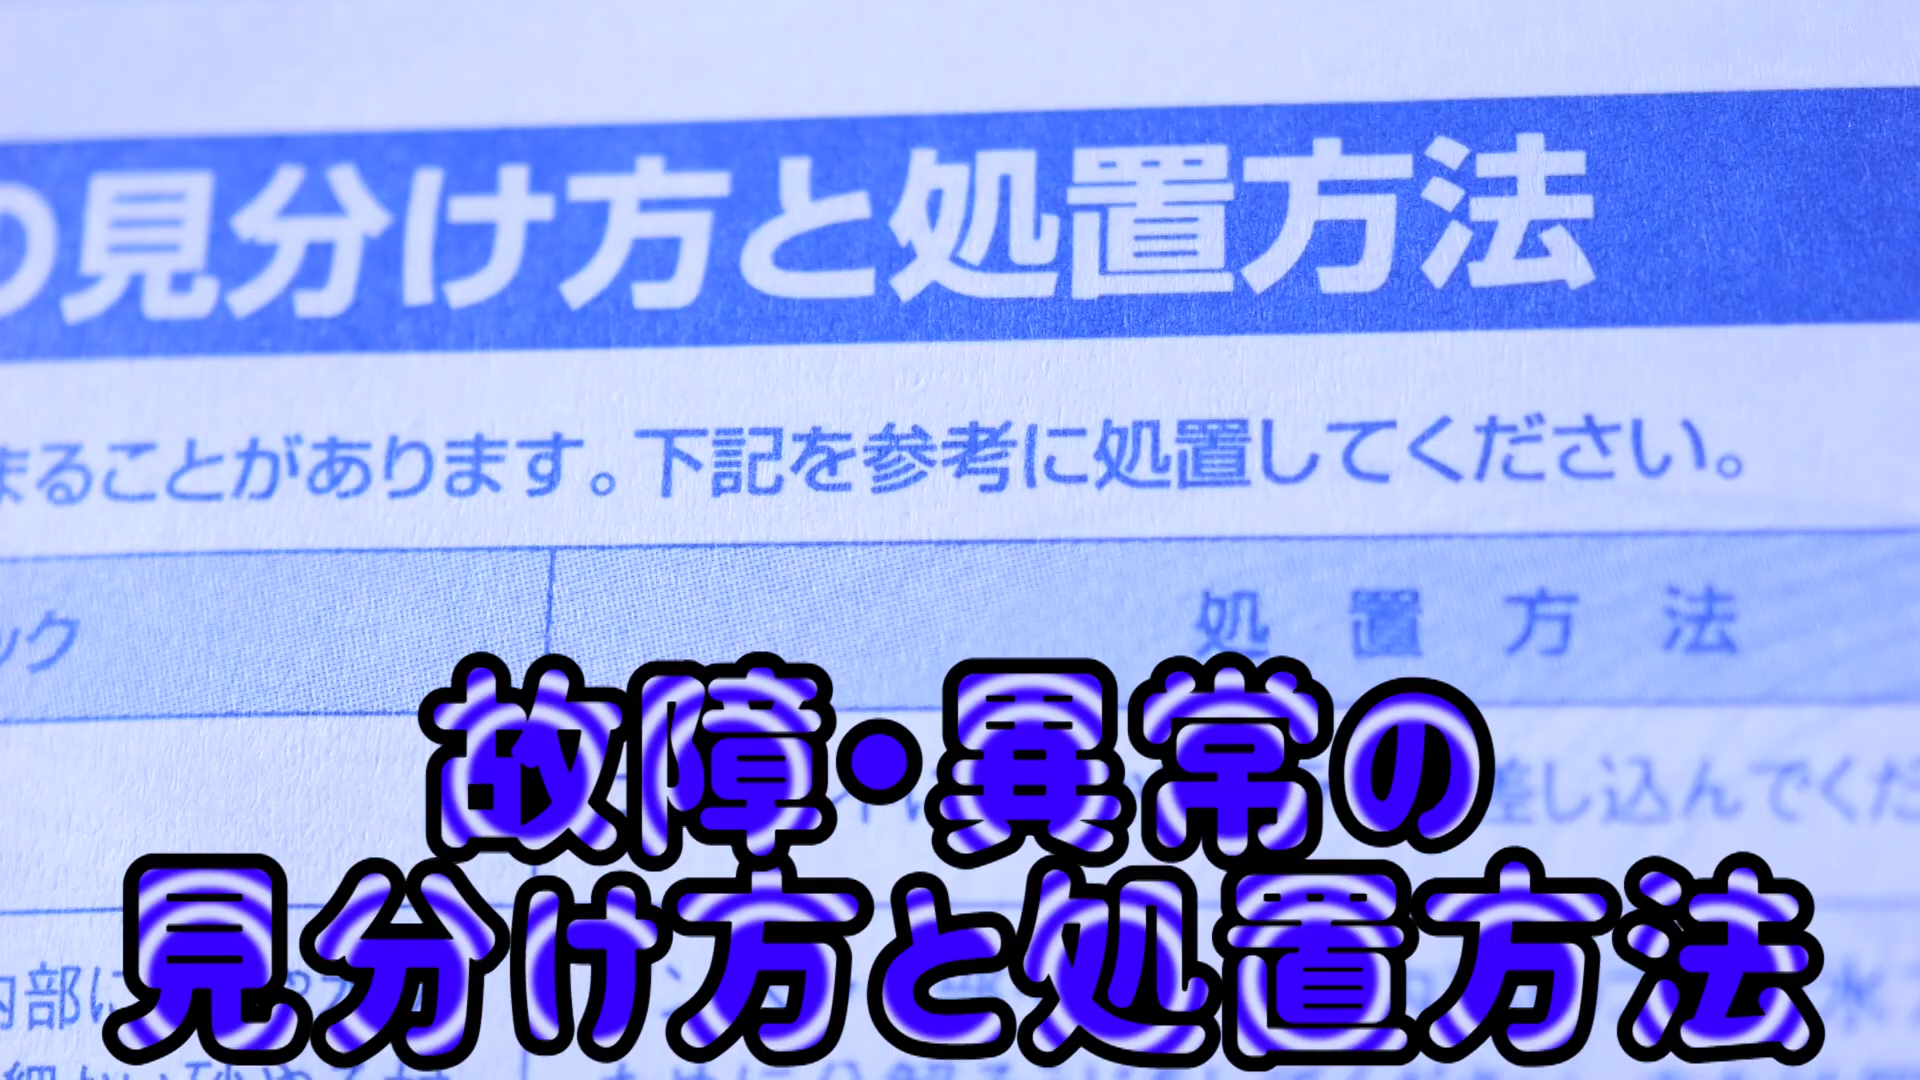 の見分け方と処置方法
まることがあります。下記を参考に処置してください。
ック
処置方法
故障・異常の
差し込んでくだ
見分け方と処置方法
内部に